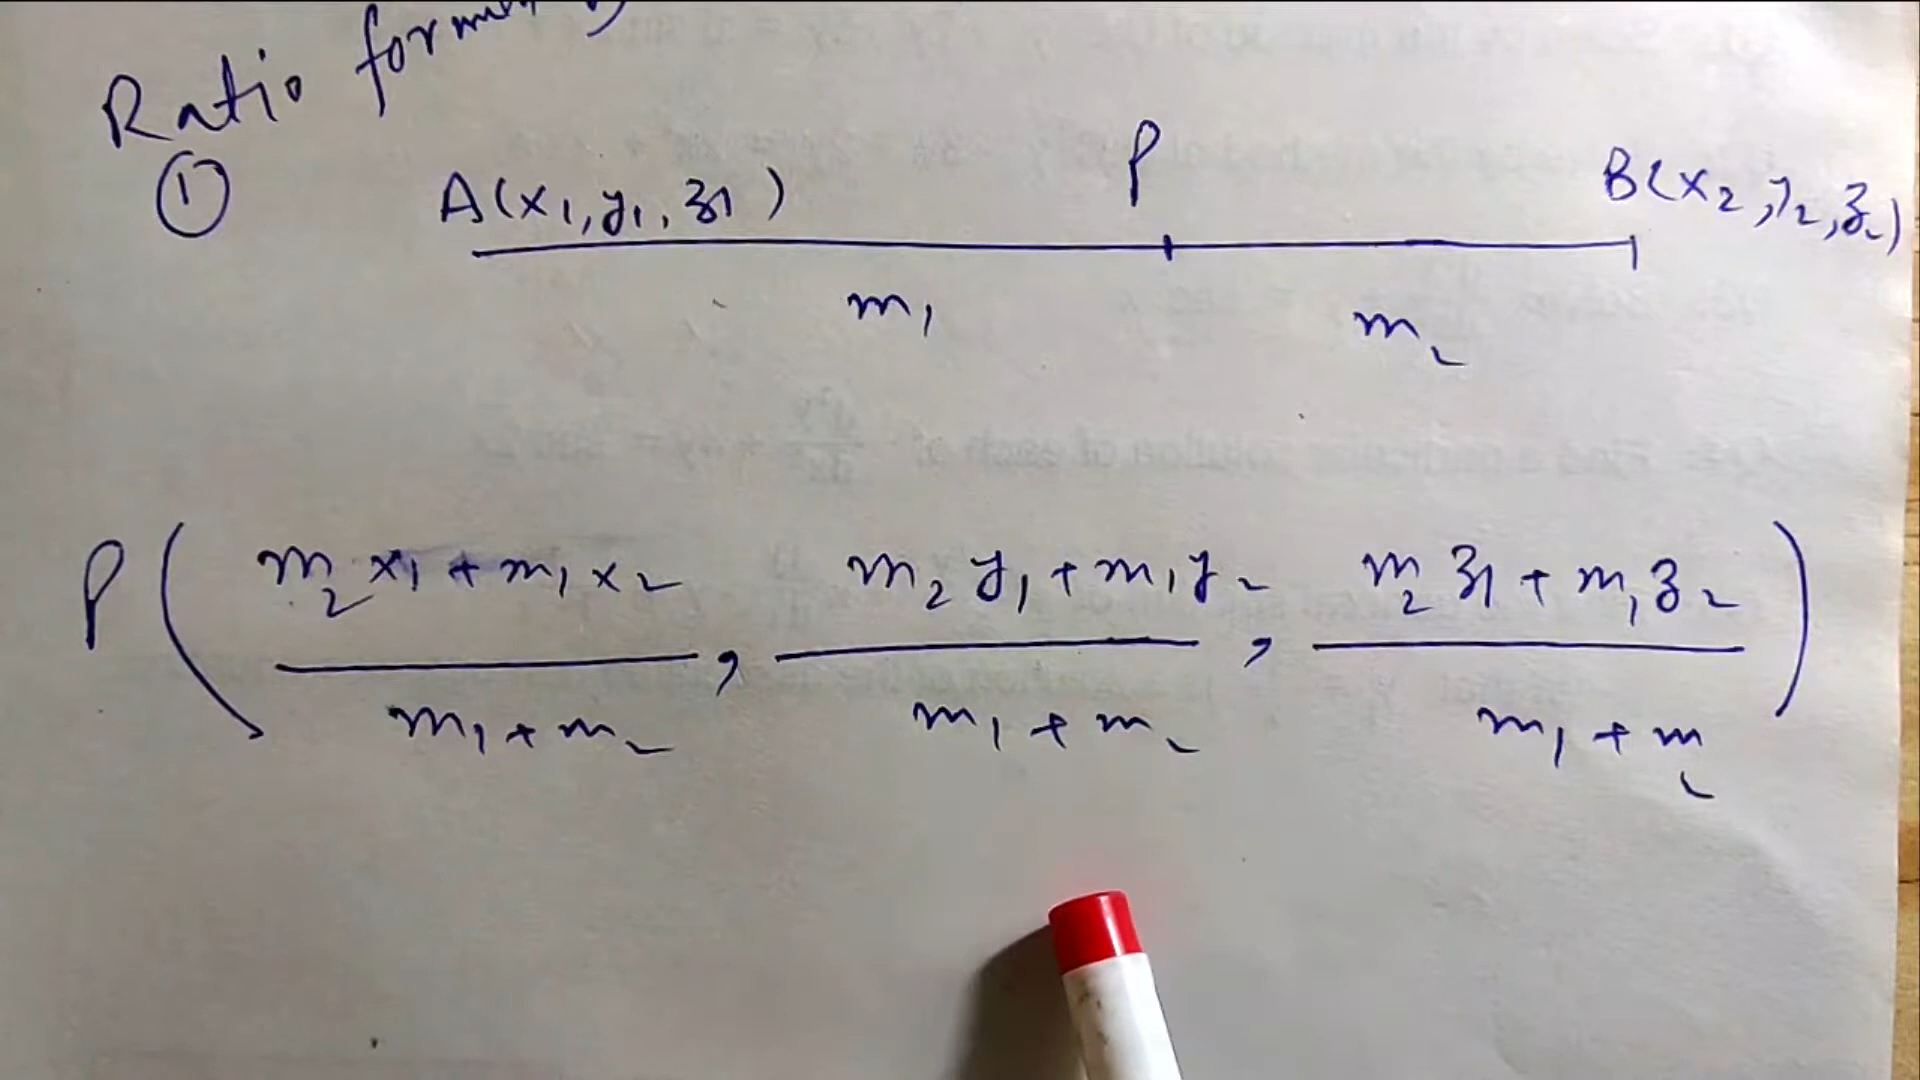 Ratio
①
A(x₁, y₁, z₁) P B(x₂, y₂, z₂)
m₁ m₂
P ( (m₂x₁ + m₁x₂)/(m₁ + m₂) , (m₂y₁ + m₁y₂)/(m₁ + m₂) , (m₂z₁ + m₁z₂)/(m₁ + m₂) )